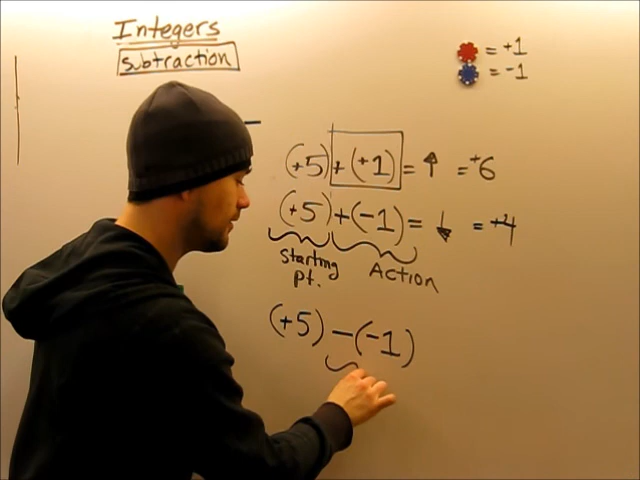 Integers
subtraction
= +1
= -1
(+5) + (+1) = ↑ = +6
(+5) + (-1) = ↓ = +4
Starting pt.
Action
(+5) - (-1)